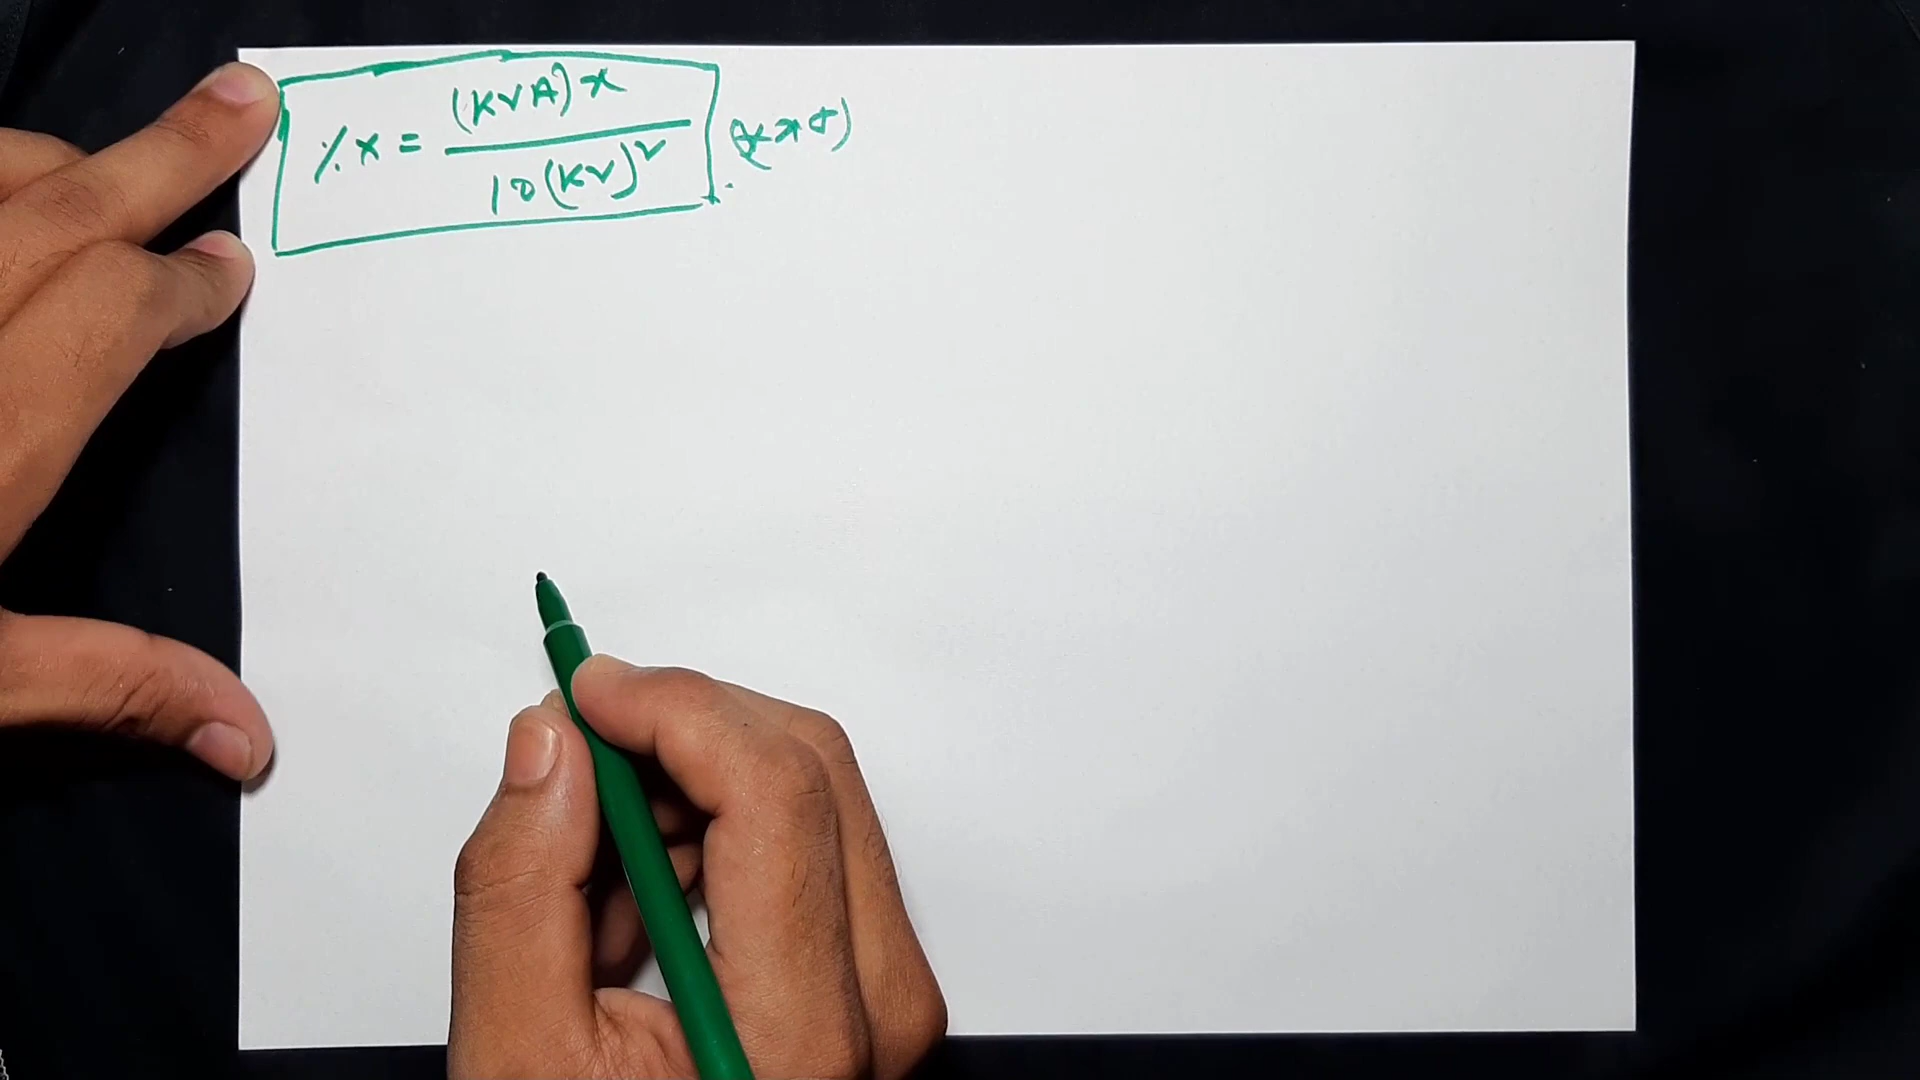 %X = (KVA) x / 10 (KV)²